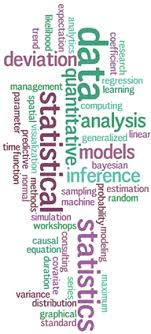 expectation
likelihood
analytics
trend
deviation
data
research
coefficient
regression
learning
management
quantitative
computing
statistical
analysis
parameter
spatial
visualization
predictive
normal
time
function
methods
generalized
linear
models
bayesian
inference
sampling
machine
probability
estimation
random
simulation
workshops
statistics
modeling
causal
equation
consulting
covariate
duration
series
maximum
variance
distribution
graphical
standard